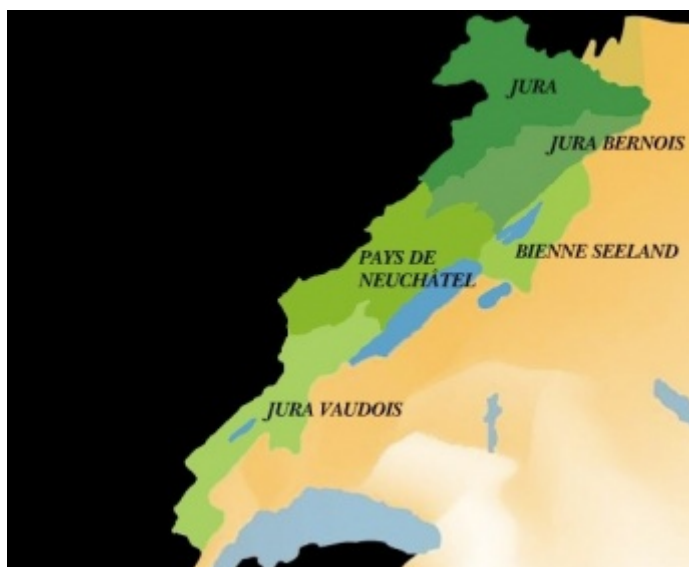 JURA
JURA BERNOIS
BIENNE SEELAND
PAYS DE
NEUCHÂTEL
JURA VAUDOIS